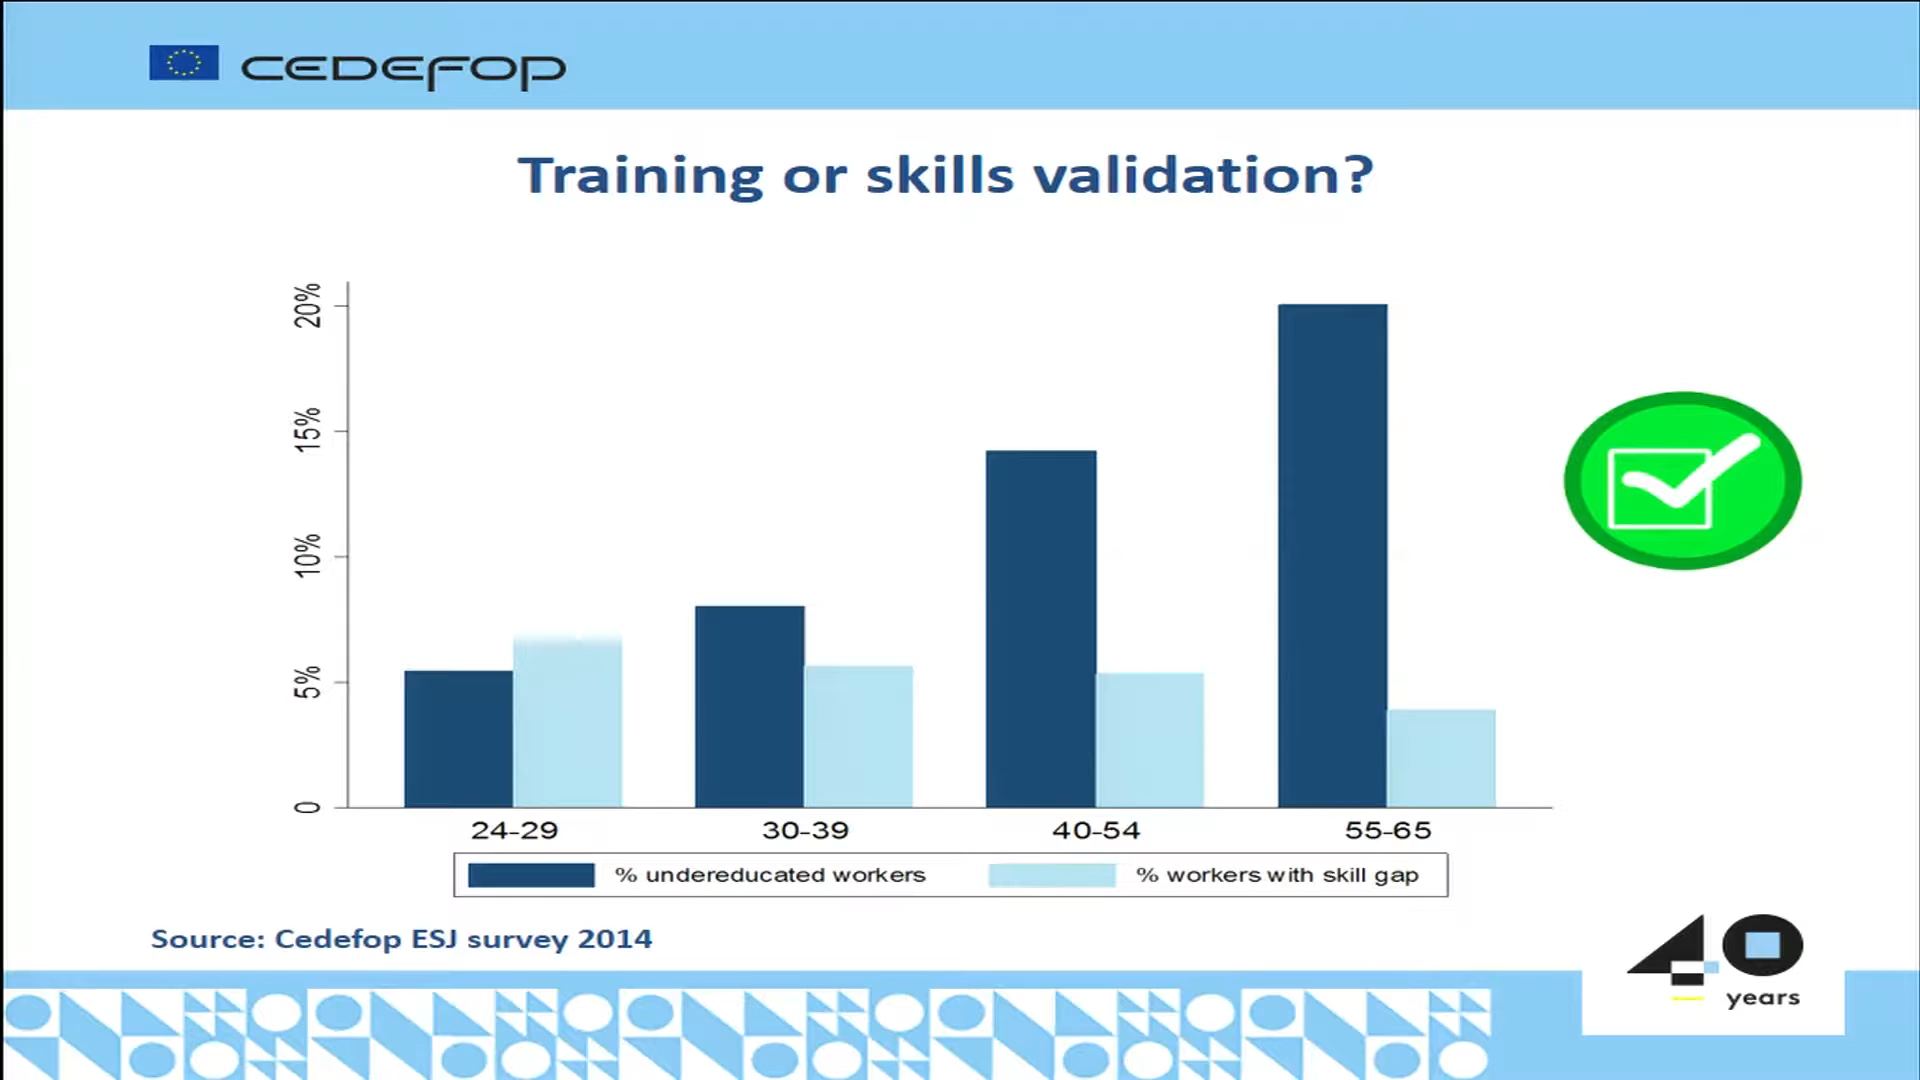 CEDEFOP
Training or skills validation?
20%
15%
10%
5%
0
24-29
30-39
40-54
55-65
% undereducated workers
% workers with skill gap
Source: Cedefop ESJ survey 2014
40
years